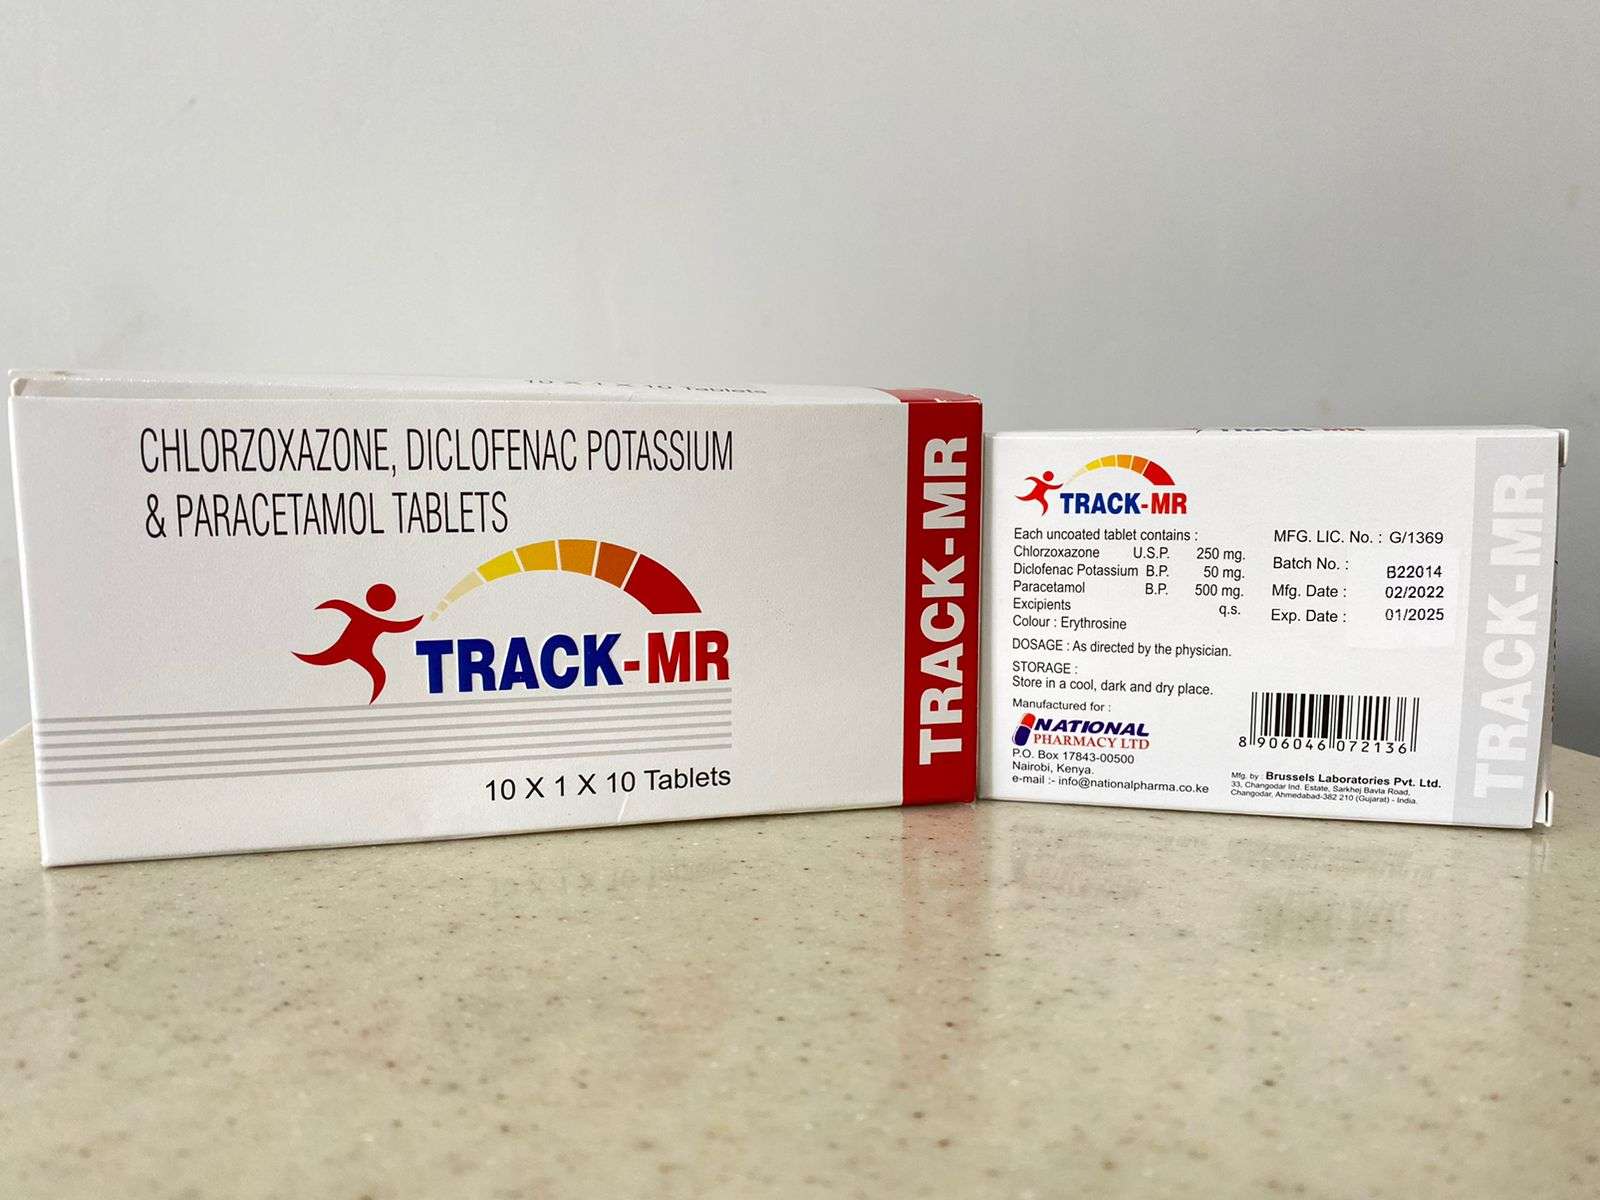 10 X 1 X 10 Tablets
CHLORZOXAZONE, DICLOFENAC POTASSIUM
& PARACETAMOL TABLETS
TRACK-MR
10 X 1 X 10 Tablets
TRACK-MR
TRACK-MR
TRACK-MR
Each uncoated tablet contains :
Chlorzoxazone U.S.P. 250 mg.
Diclofenac Potassium B.P. 50 mg.
Paracetamol B.P. 500 mg.
Excipients q.s.
Colour : Erythrosine
DOSAGE : As directed by the physician.
STORAGE :
Store in a cool, dark and dry place.
Manufactured for :
NATIONAL
PHARMACY LTD
P.O. Box 17843-00500
Nairobi, Kenya.
e-mail :- info@nationalpharma.co.ke
MFG. LIC. No. : G/1369
Batch No. : B22014
Mfg. Date : 02/2022
Exp. Date : 01/2025
8 906046 072136
Mfg. by : Brussels Laboratories Pvt. Ltd.
33, Changodar Ind. Estate, Sarkhej Bavla Road,
Changodar, Ahmedabad-382 210 (Gujarat) - India.
TRACK-MR